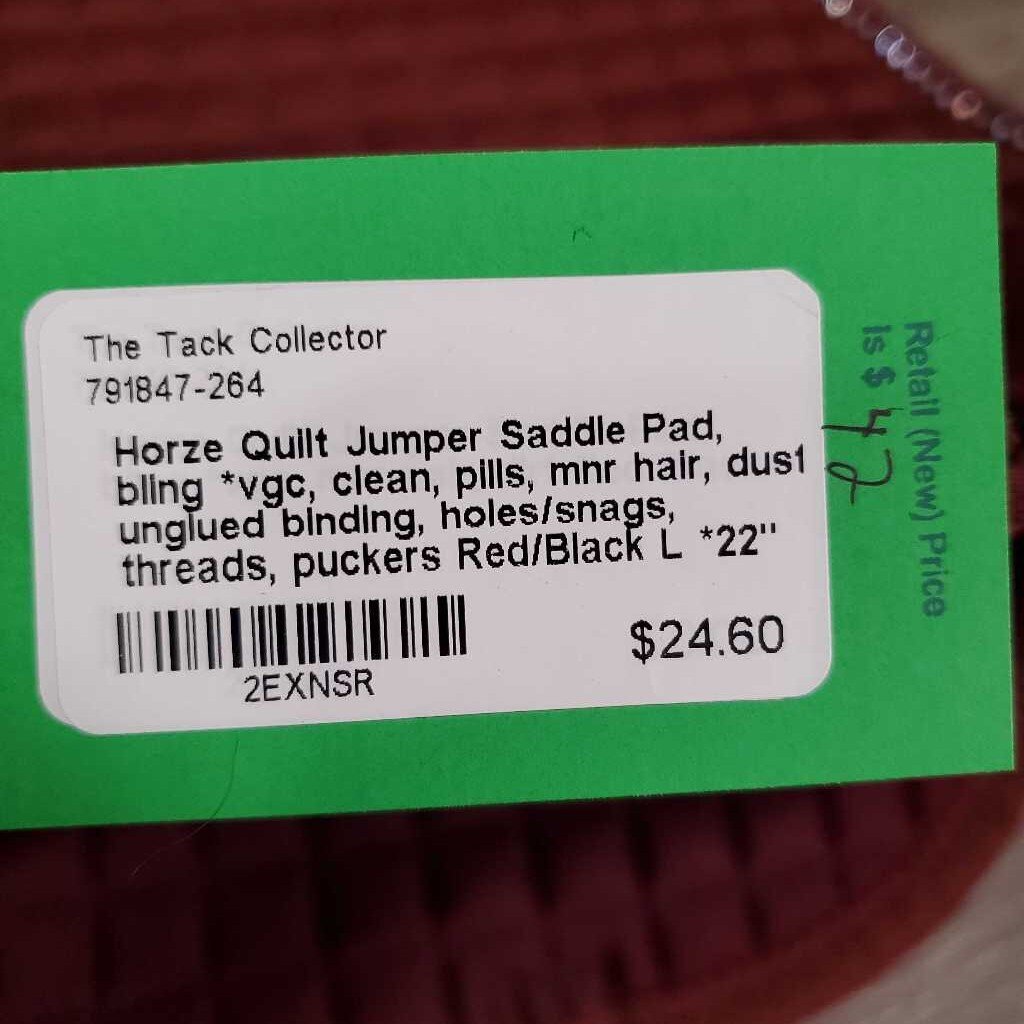 The Tack Collector
791847-264
Horze Quilt Jumper Saddle Pad,
bling *vgc, clean, pills, mnr hair, dust
unglued binding, holes/snags,
threads, puckers Red/Black L *22"
$24.60
2EXNSR
Retail (New) Price
is $ 42